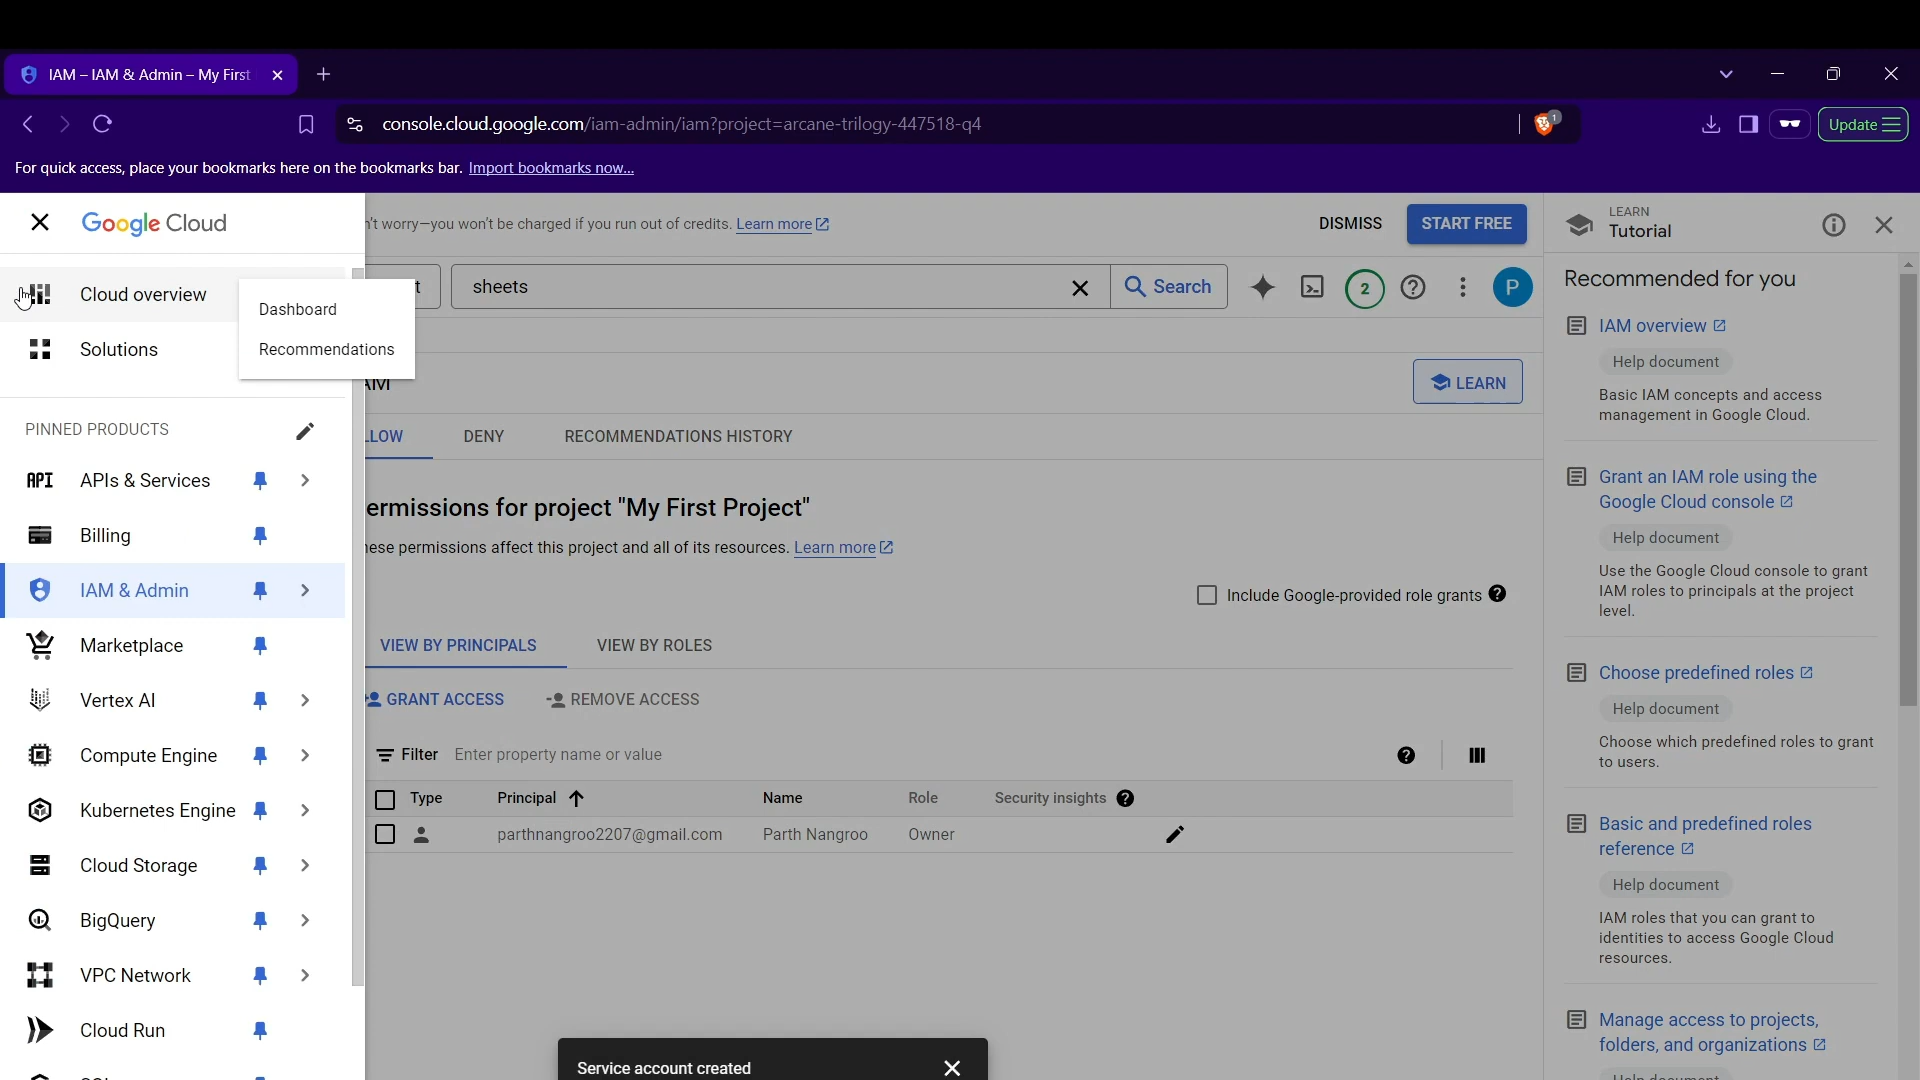 IAM – IAM & Admin – My First
console.cloud.google.com/iam-admin/iam?project=arcane-trilogy-447518-q4
1
Update
For quick access, place your bookmarks here on the bookmarks bar. Import bookmarks now...
Google Cloud
't worry—you won't be charged if you run out of credits. Learn more
DISMISS
START FREE
LEARN
Tutorial
Cloud overview
Dashboard
Recommendations
Solutions
t
sheets
Search
2
P
AM
LEARN
PINNED PRODUCTS
API APIs & Services
Billing
IAM & Admin
Marketplace
Vertex AI
Compute Engine
Kubernetes Engine
Cloud Storage
BigQuery
VPC Network
Cloud Run
LLOW
DENY
RECOMMENDATIONS HISTORY
ermissions for project "My First Project"
ese permissions affect this project and all of its resources. Learn more
Include Google-provided role grants
VIEW BY PRINCIPALS
VIEW BY ROLES
GRANT ACCESS
REMOVE ACCESS
Filter Enter property name or value
Type Principal Name Role Security insights
parthnangroo2207@gmail.com Parth Nangroo Owner
Service account created
Recommended for you
IAM overview
Help document
Basic IAM concepts and access
management in Google Cloud.
Grant an IAM role using the
Google Cloud console
Help document
Use the Google Cloud console to grant
IAM roles to principals at the project
level.
Choose predefined roles
Help document
Choose which predefined roles to grant
to users.
Basic and predefined roles
reference
Help document
IAM roles that you can grant to
identities to access Google Cloud
resources.
Manage access to projects,
folders, and organizations
Help document